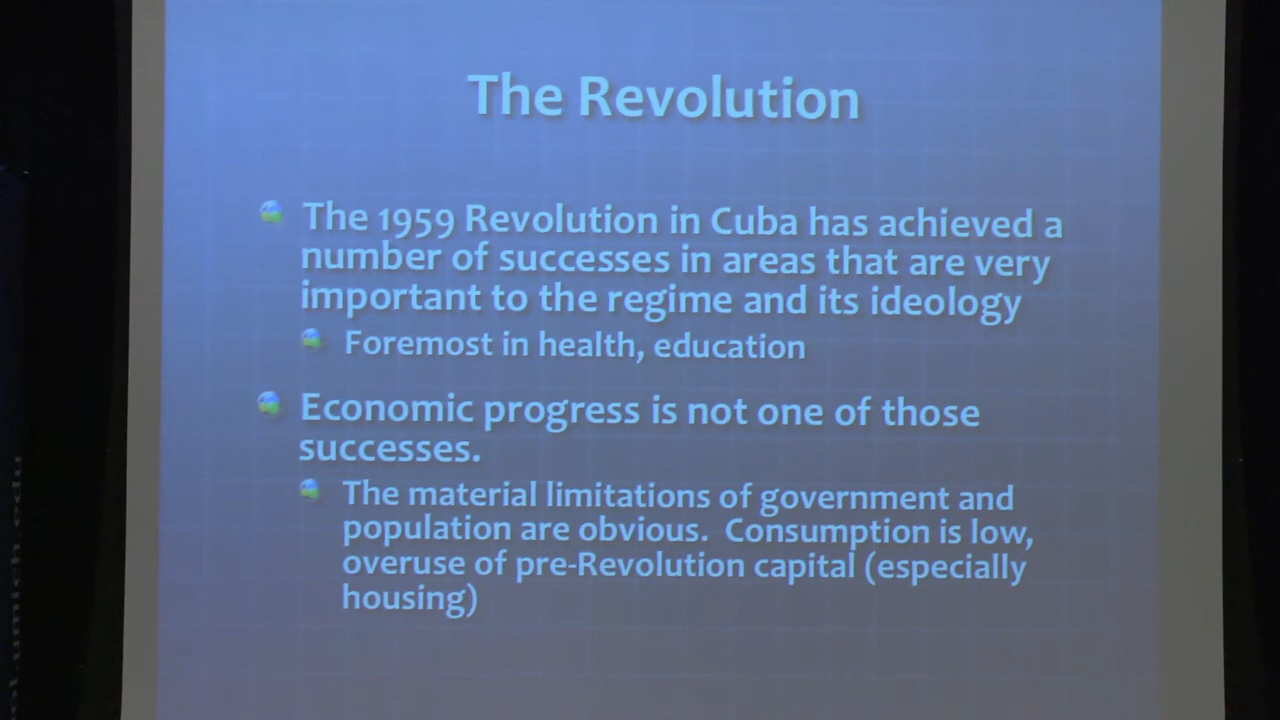 The Revolution
The 1959 Revolution in Cuba has achieved a
number of successes in areas that are very
important to the regime and its ideology
Foremost in health, education
Economic progress is not one of those
successes.
The material limitations of government and
population are obvious. Consumption is low,
overuse of pre-Revolution capital (especially
housing)
umich.edu